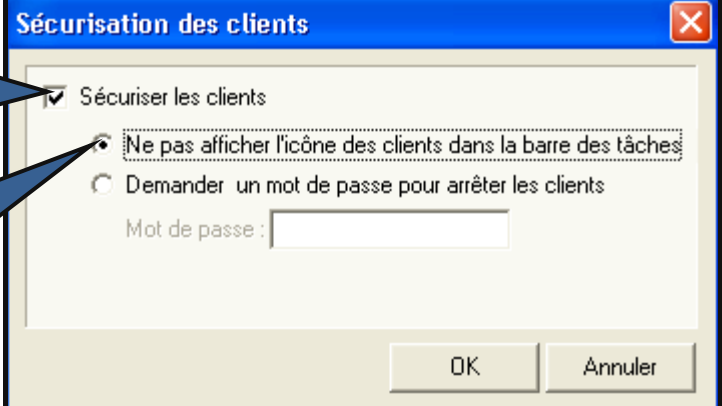 Sécurisation des clients
Sécuriser les clients
Ne pas afficher l'icône des clients dans la barre des tâches
Demander un mot de passe pour arrêter les clients
Mot de passe :
OK
Annuler